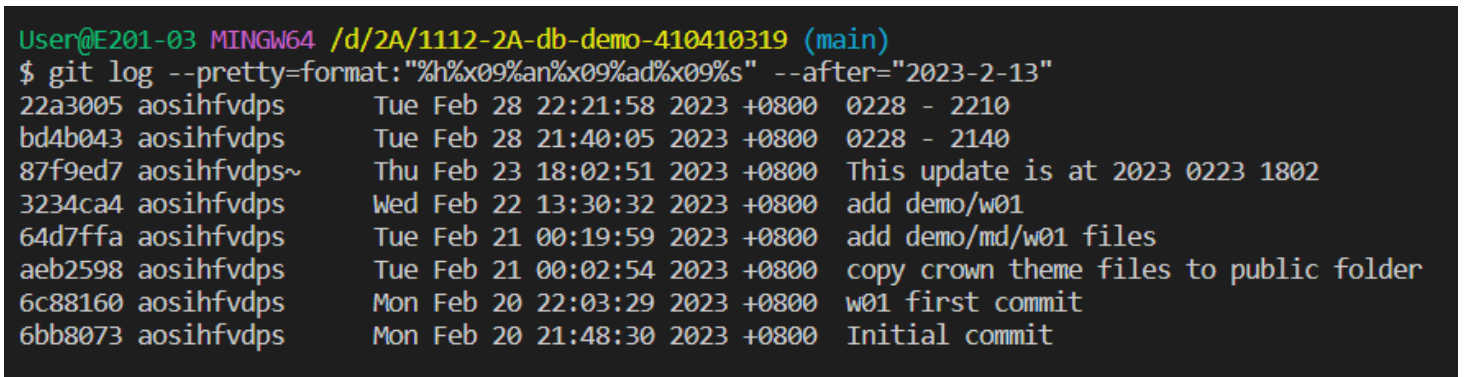 User@E201-03 MINGW64 /d/2A/1112-2A-db-demo-410410319 (main)
$ git log --pretty=format:"%h%x09%an%x09%ad%x09%s" --after="2023-2-13"
22a3005 aosihfvdps      Tue Feb 28 22:21:58 2023 +0800  0228 - 2210
bd4b043 aosihfvdps      Tue Feb 28 21:40:05 2023 +0800  0228 - 2140
87f9ed7 aosihfvdps~     Thu Feb 23 18:02:51 2023 +0800  This update is at 2023 0223 1802
3234ca4 aosihfvdps      Wed Feb 22 13:30:32 2023 +0800  add demo/w01
64d7ffa aosihfvdps      Tue Feb 21 00:19:59 2023 +0800  add demo/md/w01 files
aeb2598 aosihfvdps      Tue Feb 21 00:02:54 2023 +0800  copy crown theme files to public folder
6c88160 aosihfvdps      Mon Feb 20 22:03:29 2023 +0800  w01 first commit
6bb8073 aosihfvdps      Mon Feb 20 21:48:30 2023 +0800  Initial commit